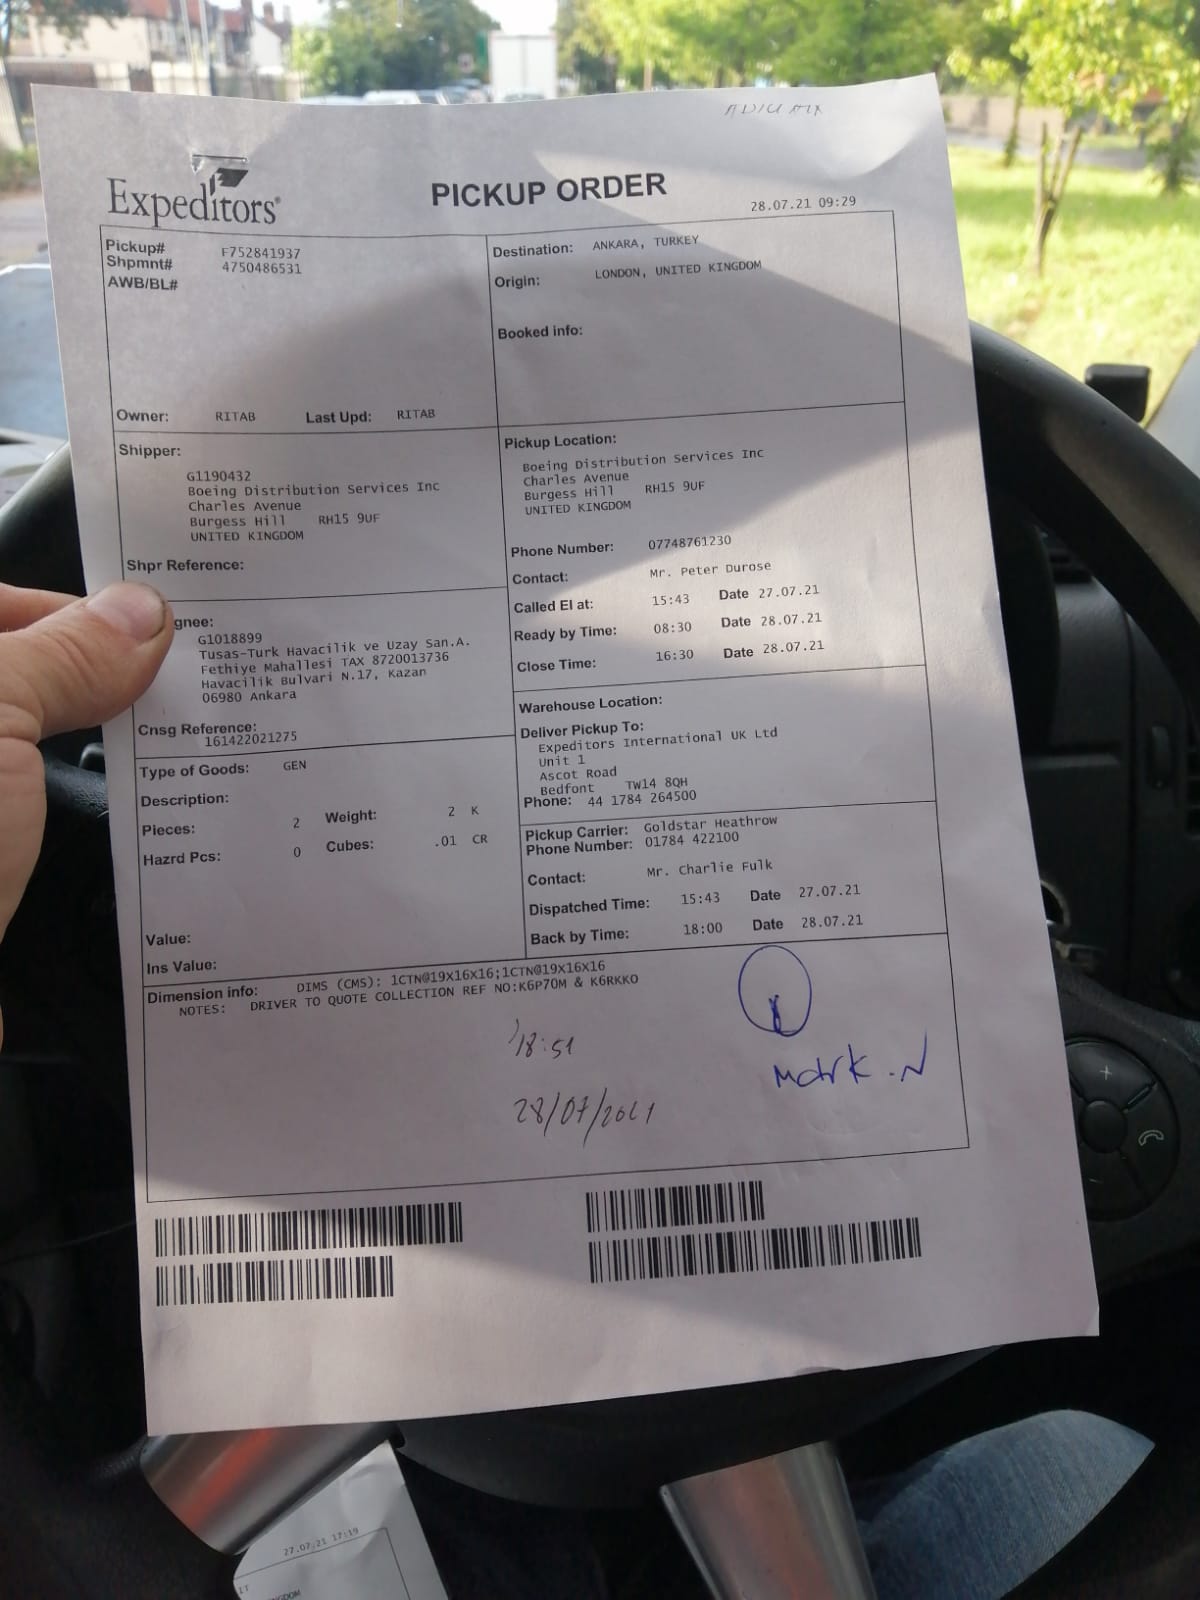 Expeditors
PICKUP ORDER
28.07.21 09:29
Pickup# F752841937
Shpmnt# 4750486531
AWB/BL#
Owner: RITAB Last Upd: RITAB
Destination: ANKARA, TURKEY
Origin: LONDON, UNITED KINGDOM
Booked info:
Shipper:
G1190432
Boeing Distribution Services Inc
Charles Avenue
Burgess Hill RH15 9UF
UNITED KINGDOM
Shpr Reference:
Pickup Location:
Boeing Distribution Services Inc
Charles Avenue
Burgess Hill RH15 9UF
UNITED KINGDOM
Phone Number: 07748761230
Contact: Mr. Peter Durose
Called EI at: 15:43 Date 27.07.21
Ready by Time: 08:30 Date 28.07.21
Close Time: 16:30 Date 28.07.21
gnee:
G1018899
Tusas-Turk Havacilik ve Uzay San.A.
Fethiye Mahallesi TAX 8720013736
Havacilik Bulvari N.17, Kazan
06980 Ankara
Cnsg Reference:
161422021275
Warehouse Location:
Deliver Pickup To:
Expeditors International UK Ltd
Unit 1
Ascot Road
Bedfont TW14 8QH
Phone: 44 1784 264500
Type of Goods: GEN
Description:
Pieces: 2 Weight: 2 K
Hazrd Pcs: 0 Cubes: .01 CR
Value:
Ins Value:
Pickup Carrier: Goldstar Heathrow
Phone Number: 01784 422100
Contact: Mr. Charlie Fulk
Dispatched Time: 15:43 Date 27.07.21
Back by Time: 18:00 Date 28.07.21
Dimension info: DIMS (CMS): 1CTN@19X16X16;1CTN@19X16X16
NOTES: DRIVER TO QUOTE COLLECTION REF NO:K6P70M & K6RKKO
18:51
28/07/2021
Mark.N
27.07.21 17:19